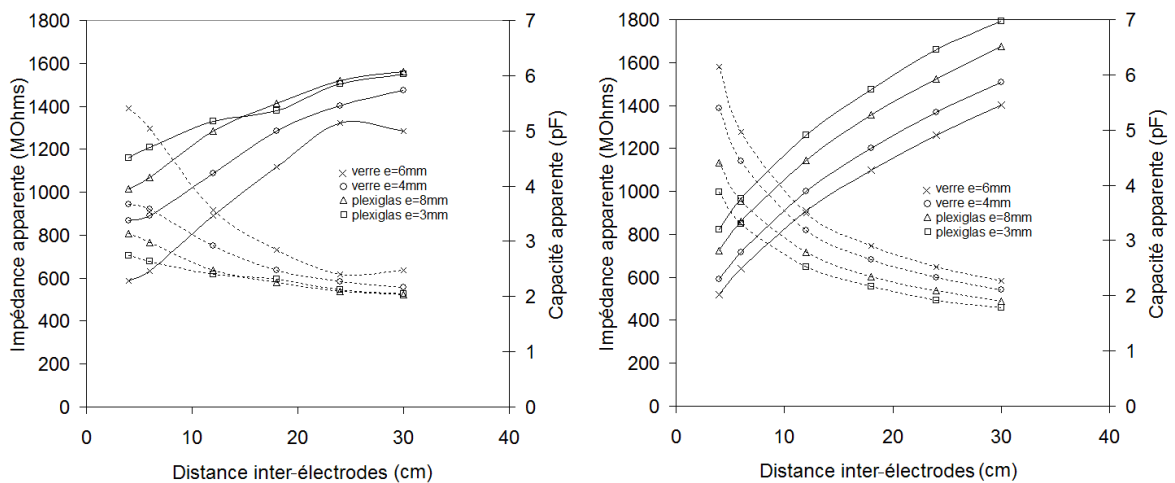 Impédance apparente (MOhms)
1800
1600
1400
1200
1000
800
600
400
200
0
7
6
5
4
3
2
1
0
Capacité apparente (pF)
verre e=6mm
verre e=4mm
plexiglas e=8mm
plexiglas e=3mm
0 10 20 30 40
Distance inter-électrodes (cm)
Impédance apparente (MOhms)
1800
1600
1400
1200
1000
800
600
400
200
0
7
6
5
4
3
2
1
0
Capacité apparente (pF)
verre e=6mm
verre e=4mm
plexiglas e=8mm
plexiglas e=3mm
0 10 20 30 40
Distance inter-électrodes (cm)